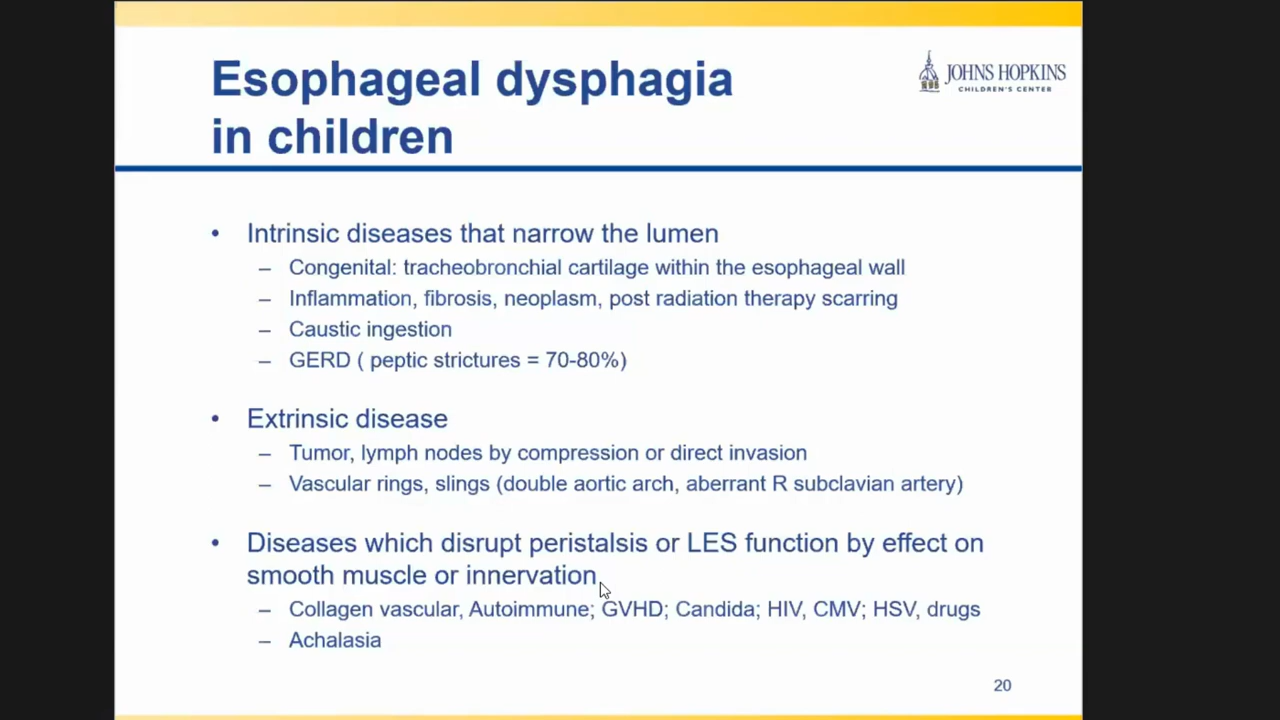 Esophageal dysphagia
in children
JOHNS HOPKINS
CHILDREN'S CENTER
• Intrinsic diseases that narrow the lumen
– Congenital: tracheobronchial cartilage within the esophageal wall
– Inflammation, fibrosis, neoplasm, post radiation therapy scarring
– Caustic ingestion
– GERD ( peptic strictures = 70-80%)
• Extrinsic disease
– Tumor, lymph nodes by compression or direct invasion
– Vascular rings, slings (double aortic arch, aberrant R subclavian artery)
• Diseases which disrupt peristalsis or LES function by effect on
smooth muscle or innervation
– Collagen vascular, Autoimmune; GVHD; Candida; HIV, CMV; HSV, drugs
– Achalasia
20